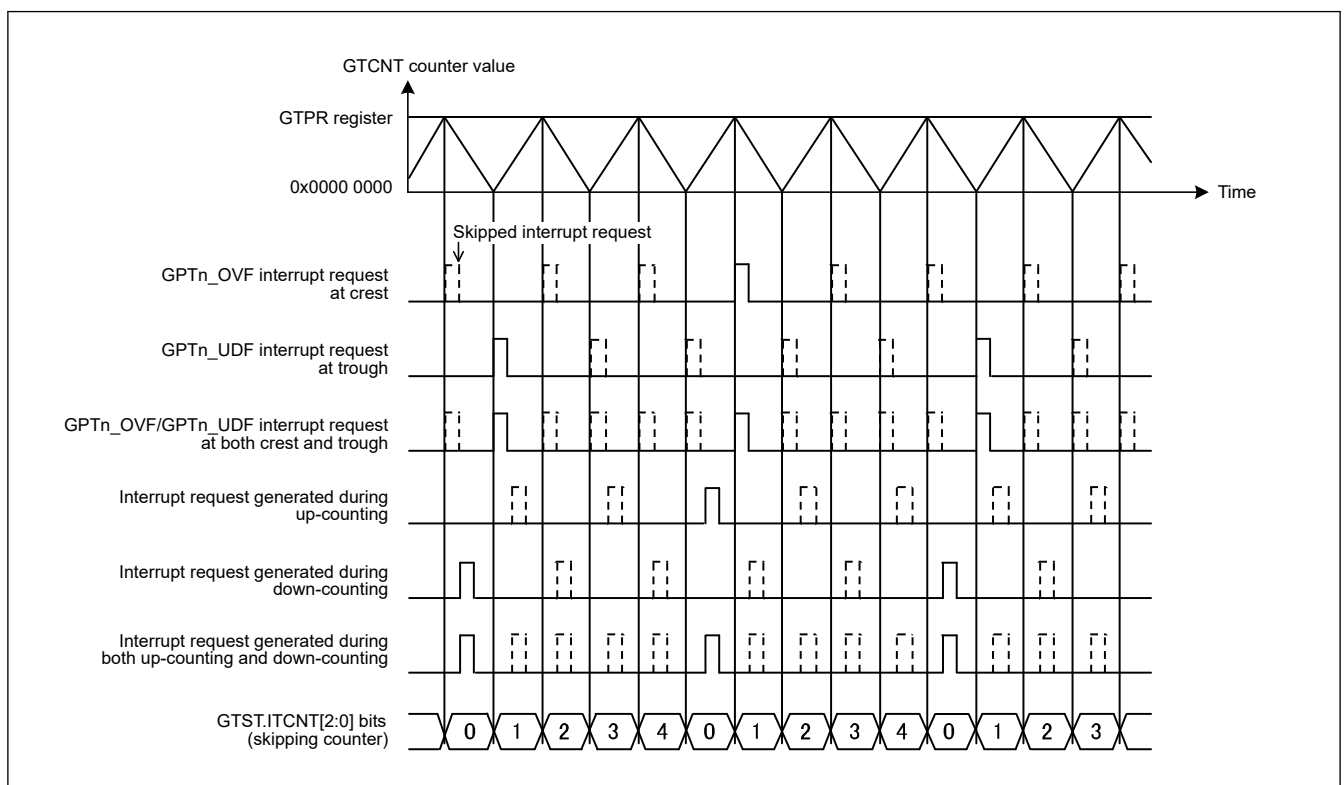 GTCNT counter value
GTPR register
0x0000 0000
Time
Skipped interrupt request
GPTn_OVF interrupt request
at crest
GPTn_UDF interrupt request
at trough
GPTn_OVF/GPTn_UDF interrupt request
at both crest and trough
Interrupt request generated during
up-counting
Interrupt request generated during
down-counting
Interrupt request generated during
both up-counting and down-counting
GTST.ITCNT[2:0] bits
(skipping counter)
0 1 2 3 4 0 1 2 3 4 0 1 2 3